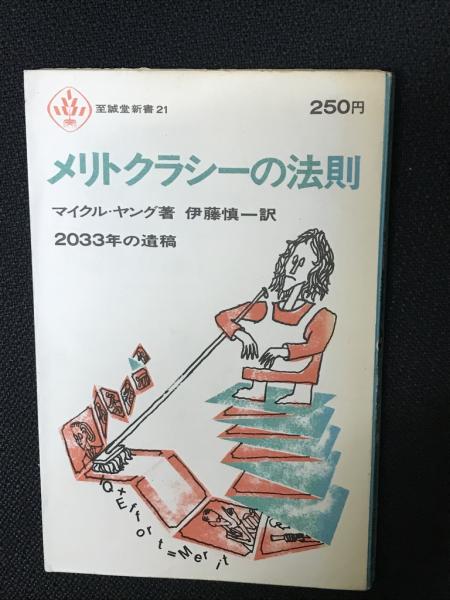 至誠堂新書21
250円
メリトクラシーの法則
マイクル・ヤング著 伊藤慎一訳
2033年の遺稿
Q×Effort=Merit